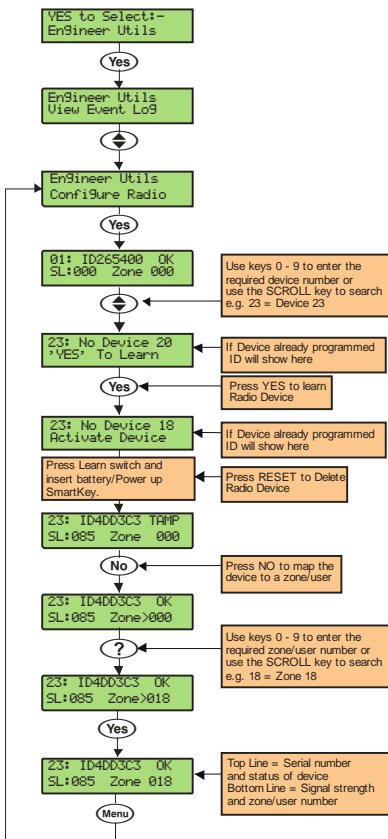 YES to Select:-
En9ineer Utils
Yes
En9ineer Utils
View Event Lo9
En9ineer Utils
Confi9ure Radio
Yes
01: ID265400 OK
SL:000 Zone 000
Use keys 0 - 9 to enter the
required device number or
use the SCROLL key to search
e.g. 23 = Device 23
23: No Device 20
'YES' To Learn
If Device already programmed
ID will show here
Yes
Press YES to learn
Radio Device
23: No Device 18
Activate Device
If Device already programmed
ID will show here
Press Learn switch and
insert battery/Power up
SmartKey.
Press RESET to Delete
Radio Device
23: ID4DD3C3 TAMP
SL:085 Zone 000
No
Press NO to map the
device to a zone/user
23: ID4DD3C3 OK
SL:085 Zone>000
?
Use keys 0 - 9 to enter the
required zone/user number or
use the SCROLL key to search
e.g. 18 = Zone 18
23: ID4DD3C3 OK
SL:085 Zone>018
Yes
23: ID4DD3C3 OK
SL:085 Zone 018
Top Line = Serial number
and status of device
Bottom Line = Signal strength
and zone/user number
Menu